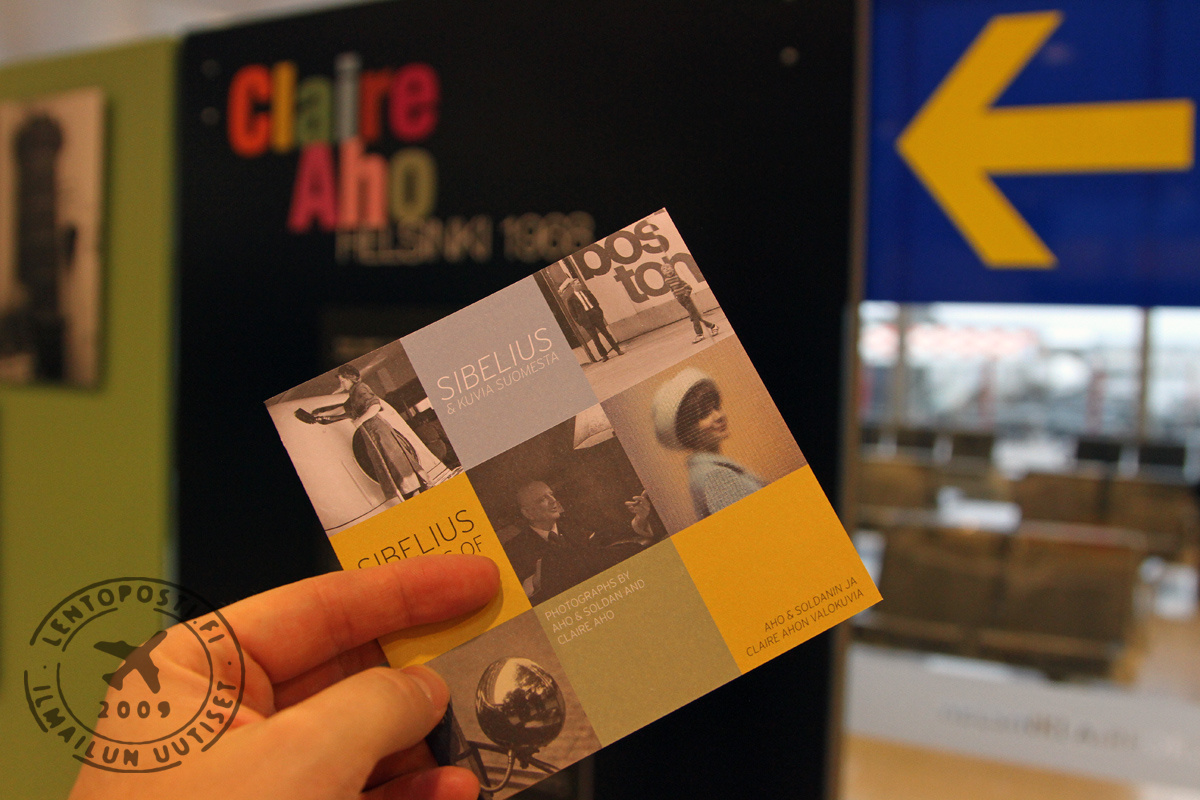 Claire
Aho
HELSINKI 1968
bos
ton
SIBELIUS
& KUVIA SUOMESTA
SIBELIUS
OF
PHOTOGRAPHS BY
AHO & SOLDAN AND
CLAIRE AHO
AHO & SOLDANIN JA
CLAIRE AHON VALOKUVIA
LENTOPOSTI.FI
2009
ILMAILUN UUTISET